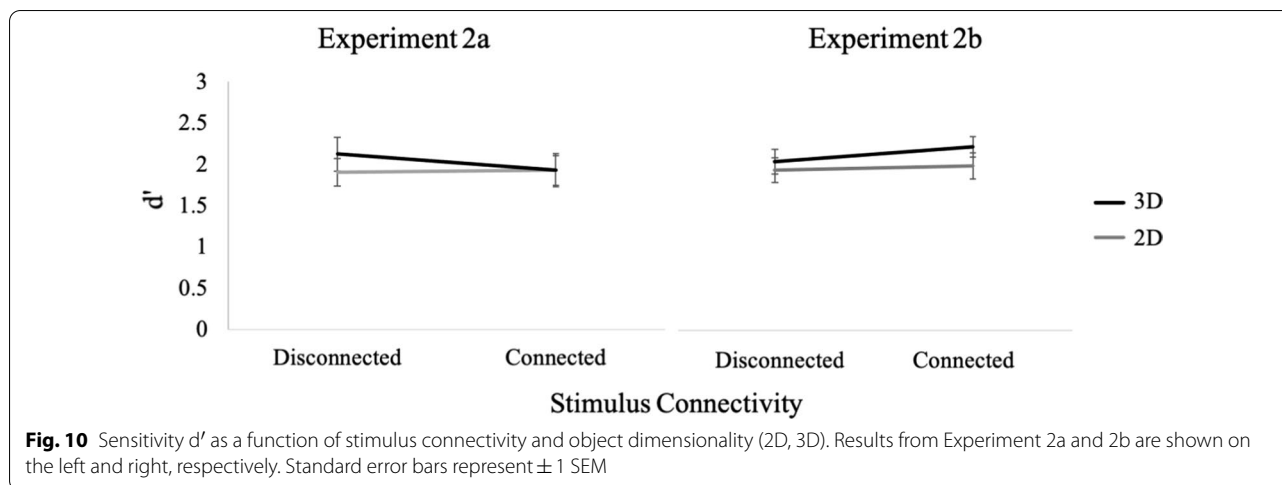 Experiment 2a
Experiment 2b
3
2.5
2
1.5
1
0.5
0
d'
Disconnected
Connected
Disconnected
Connected
3D
2D
Stimulus Connectivity
Fig. 10 Sensitivity d′ as a function of stimulus connectivity and object dimensionality (2D, 3D). Results from Experiment 2a and 2b are shown on
the left and right, respectively. Standard error bars represent ± 1 SEM